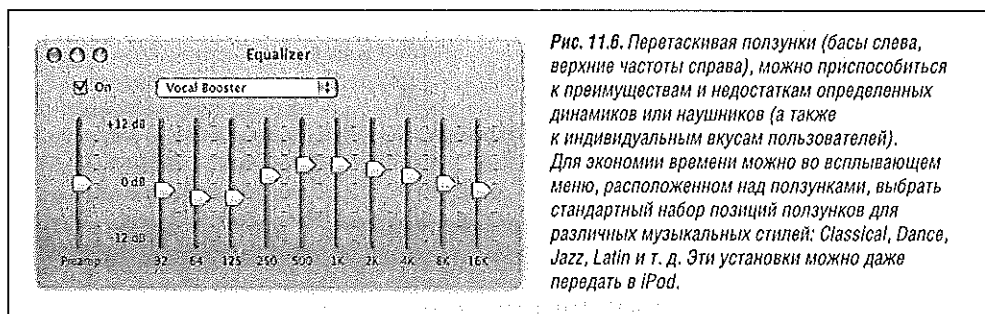 Equalizer
On
Vocal Booster
+12 dB
0 dB
12 dB
Preamp 32 64 125 250 500 1K 2K 4K 8K 16K
Рис. 11.6. Перетаскивая ползунки (басы слева,
верхние частоты справа), можно приспособиться
к преимуществам и недостаткам определенных
динамиков или наушников (а также
к индивидуальным вкусам пользователей).
Для экономии времени можно во всплывающем
меню, расположенном над ползунками, выбрать
стандартный набор позиций ползунков для
различных музыкальных стилей: Classical, Dance,
Jazz, Latin и т. д. Эти установки можно даже
передать в iPod.